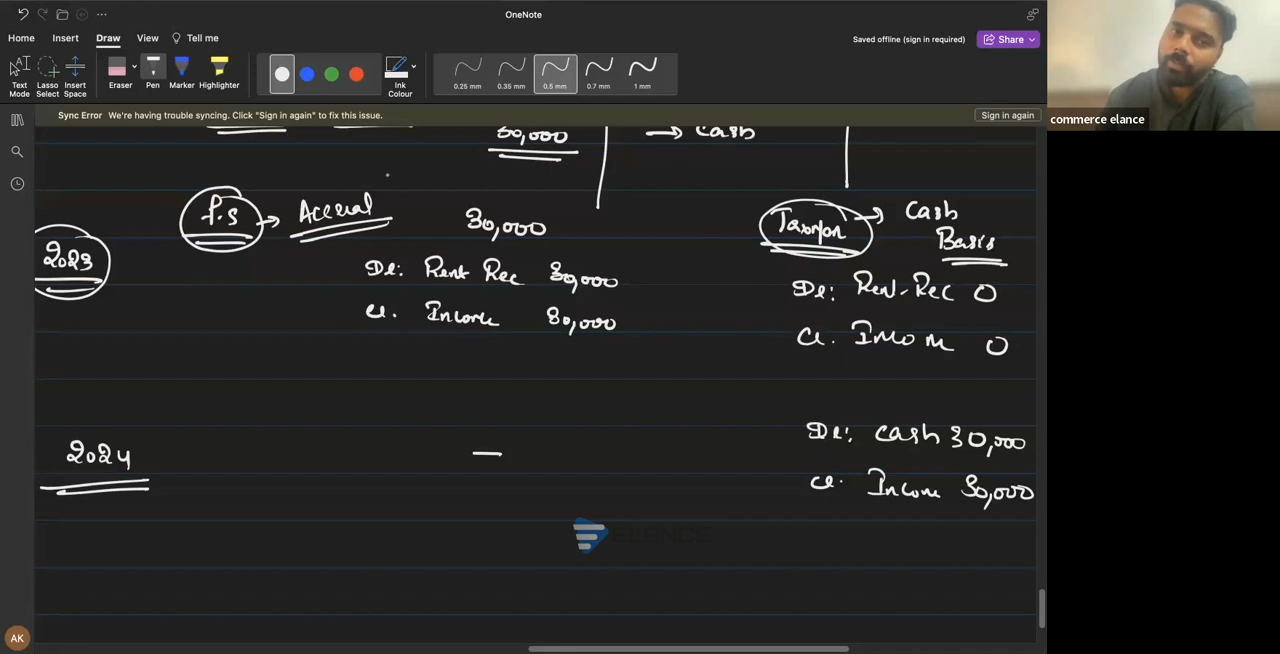 OneNote
Home Insert Draw View Tell me
Saved offline (sign in required) Share
Text Mode Lasso Select Insert Space Eraser Pen Marker Highlighter Ink Colour 0.25 mm 0.35 mm 0.5 mm 0.7 mm 1 mm
commerce elance
Sync Error We're having trouble syncing. Click "Sign in again" to fix this issue. Sign in again
30,000 → Cash
F.S → Accrual 30,000
Taxation → Cash Basis
2023
Dr: Rent Rec 30,000
Cr. Income 30,000
Dr: Rent-Rec 0
Cr. Income 0
2024 —
Dr: Cash 30,000
Cr. Income 30,000
ELANCE
AK